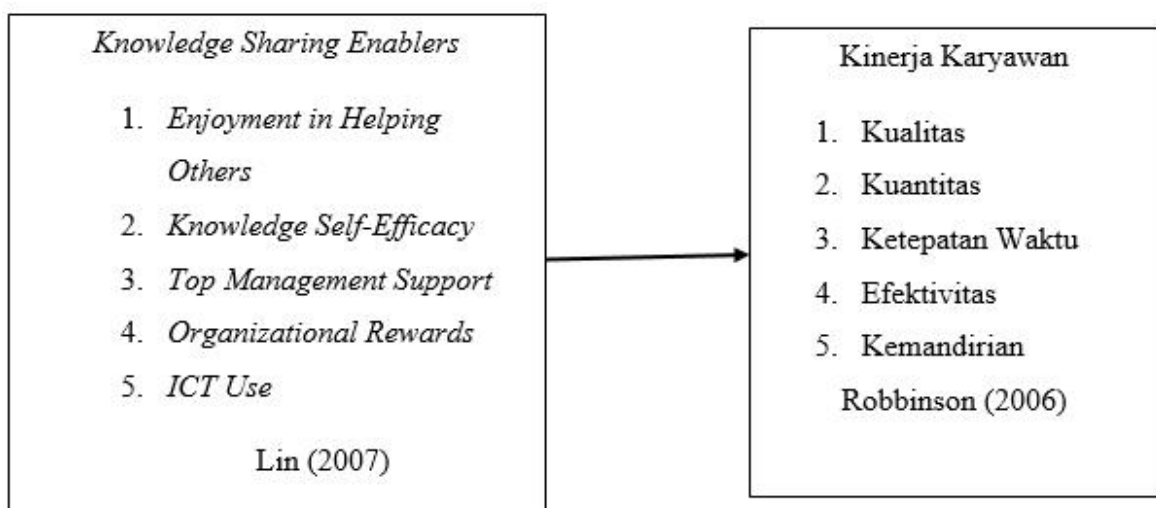 Knowledge Sharing Enablers
1. Enjoyment in Helping
Others
2. Knowledge Self-Efficacy
3. Top Management Support
4. Organizational Rewards
5. ICT Use
Lin (2007)
Kinerja Karyawan
1. Kualitas
2. Kuantitas
3. Ketepatan Waktu
4. Efektivitas
5. Kemandirian
Robbinson (2006)